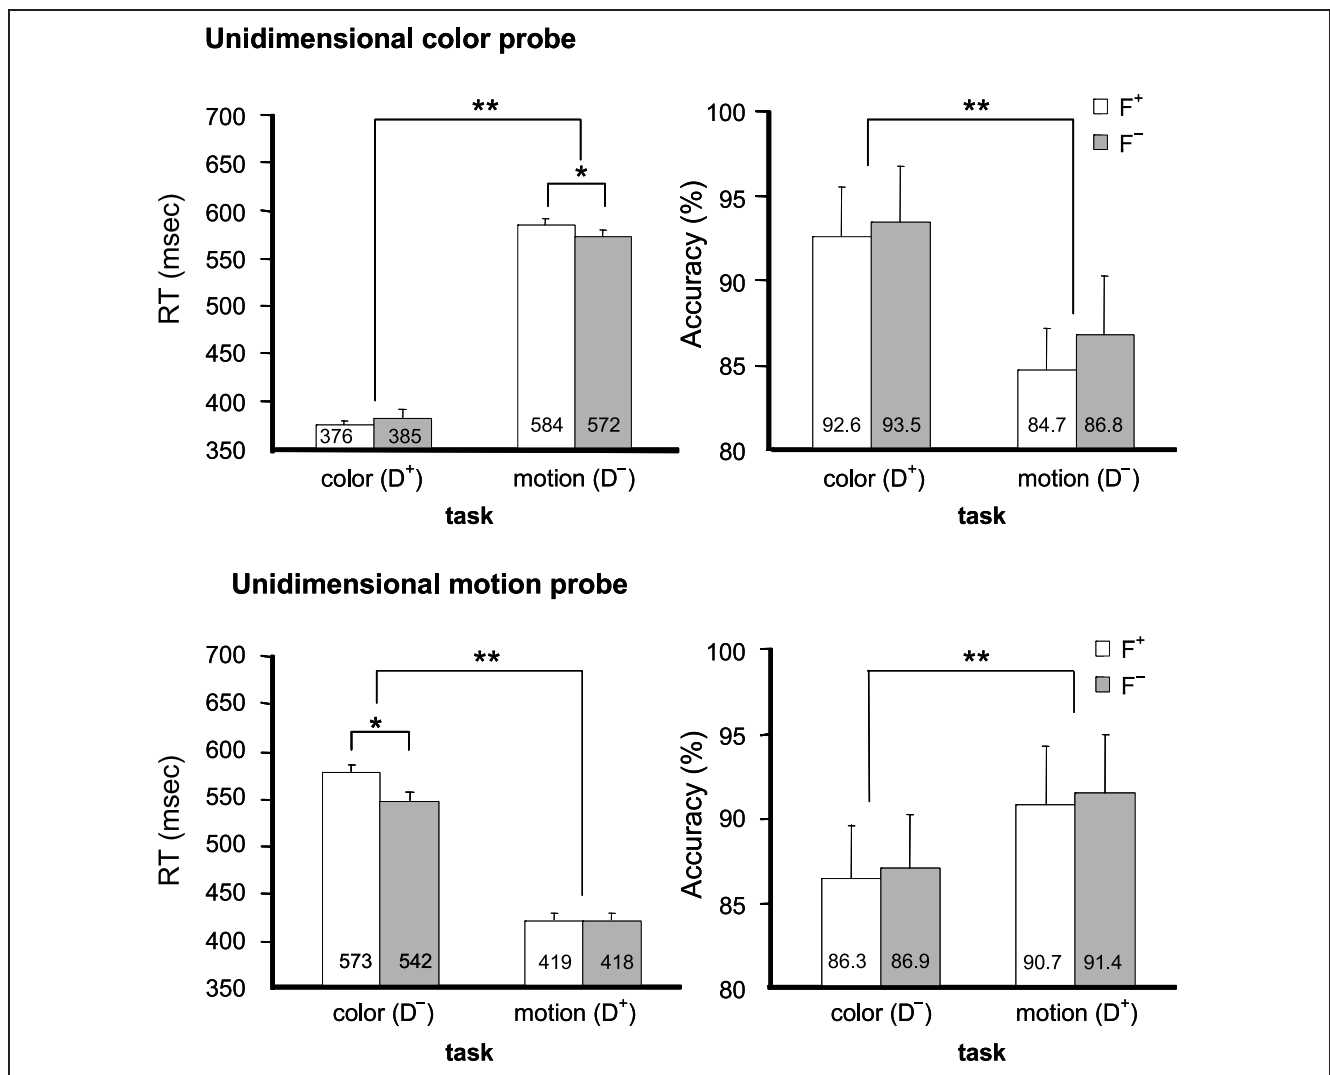 Unidimensional color probe
700
650
600
550
500
450
400
350
RT (msec)
**
*
376
385
584
572
color (D+)
motion (D−)
task
100
95
90
85
80
Accuracy (%)
**
F+
F−
92.6
93.5
84.7
86.8
color (D+)
motion (D−)
task
Unidimensional motion probe
700
650
600
550
500
450
400
350
RT (msec)
**
*
573
542
419
418
color (D−)
motion (D+)
task
100
95
90
85
80
Accuracy (%)
**
F+
F−
86.3
86.9
90.7
91.4
color (D−)
motion (D+)
task